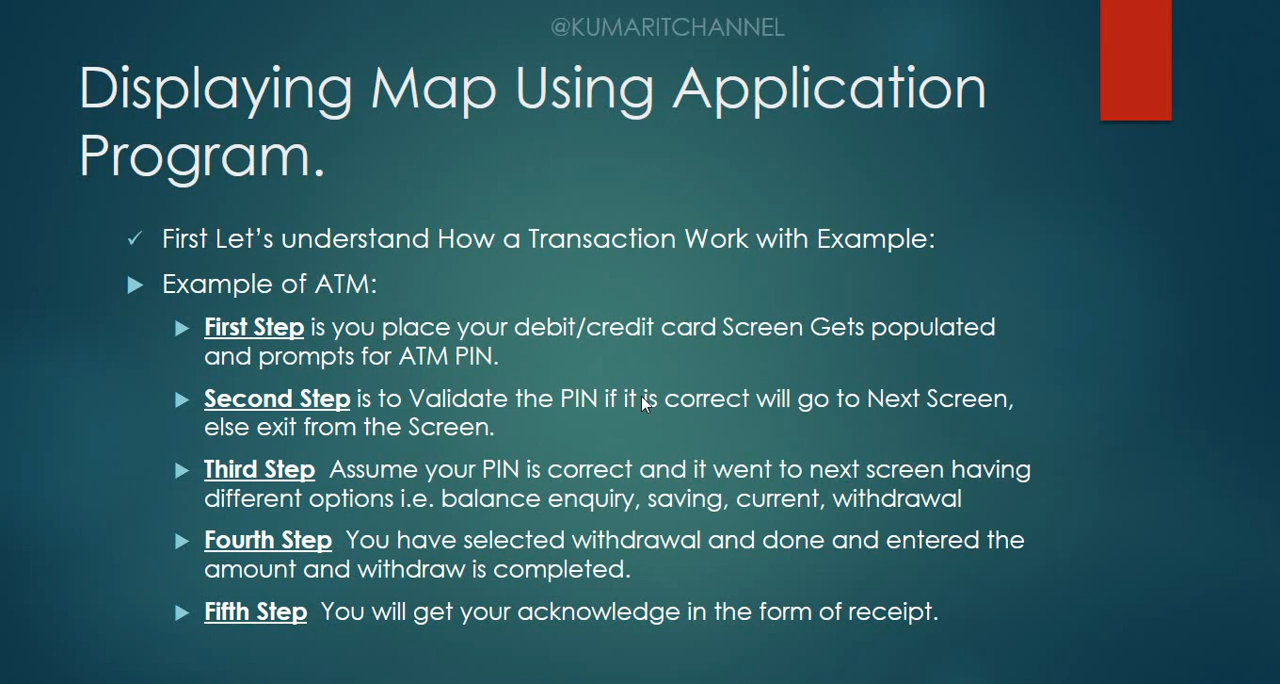 @KUMARITCHANNEL
Displaying Map Using Application
Program.
First Let's understand How a Transaction Work with Example:
Example of ATM:
First Step is you place your debit/credit card Screen Gets populated
and prompts for ATM PIN.
Second Step is to Validate the PIN if it is correct will go to Next Screen,
else exit from the Screen.
Third Step Assume your PIN is correct and it went to next screen having
different options i.e. balance enquiry, saving, current, withdrawal
Fourth Step You have selected withdrawal and done and entered the
amount and withdraw is completed.
Fifth Step You will get your acknowledge in the form of receipt.